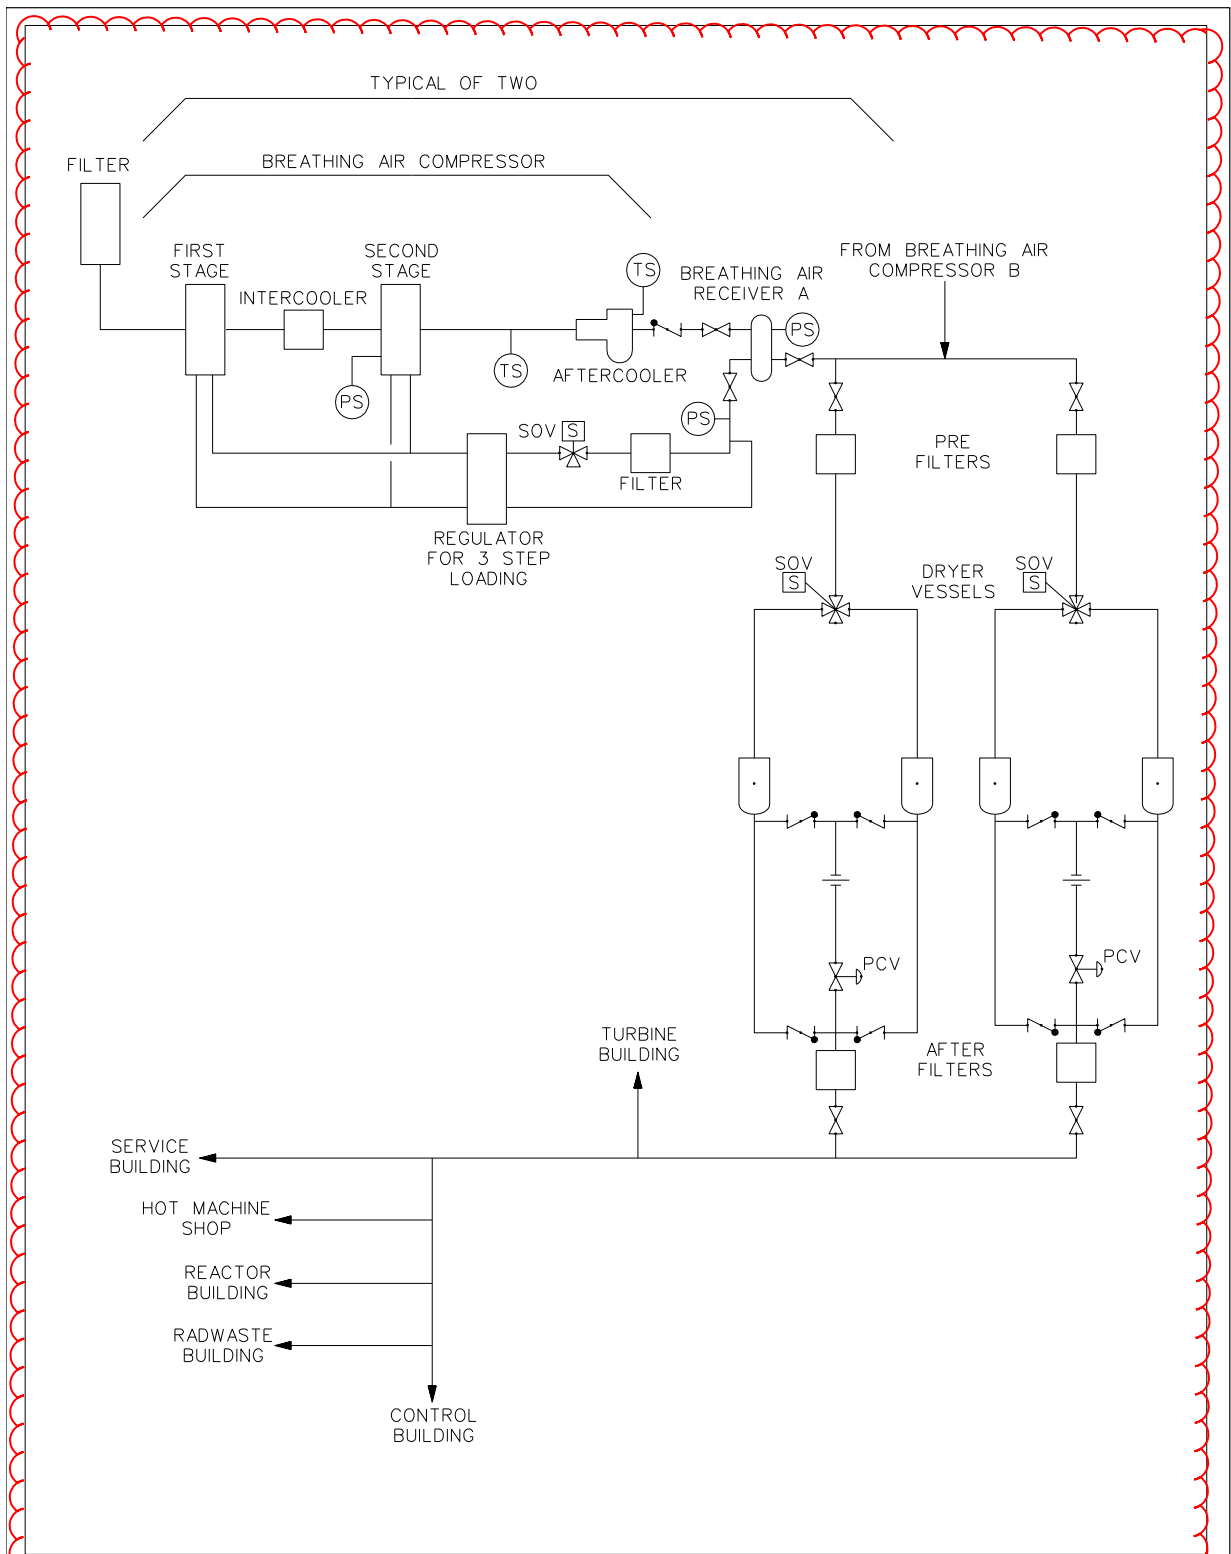 TYPICAL OF TWO
FILTER
BREATHING AIR COMPRESSOR
FIRST
STAGE
SECOND
STAGE
INTERCOOLER
TS
BREATHING AIR
RECEIVER A
FROM BREATHING AIR
COMPRESSOR B
PS
TS
AFTERCOOLER
PS
PS
SOV
S
FILTER
PRE
FILTERS
REGULATOR
FOR 3 STEP
LOADING
SOV
S
DRYER
VESSELS
SOV
S
PCV
PCV
TURBINE
BUILDING
AFTER
FILTERS
SERVICE
BUILDING
HOT MACHINE
SHOP
REACTOR
BUILDING
RADWASTE
BUILDING
CONTROL
BUILDING